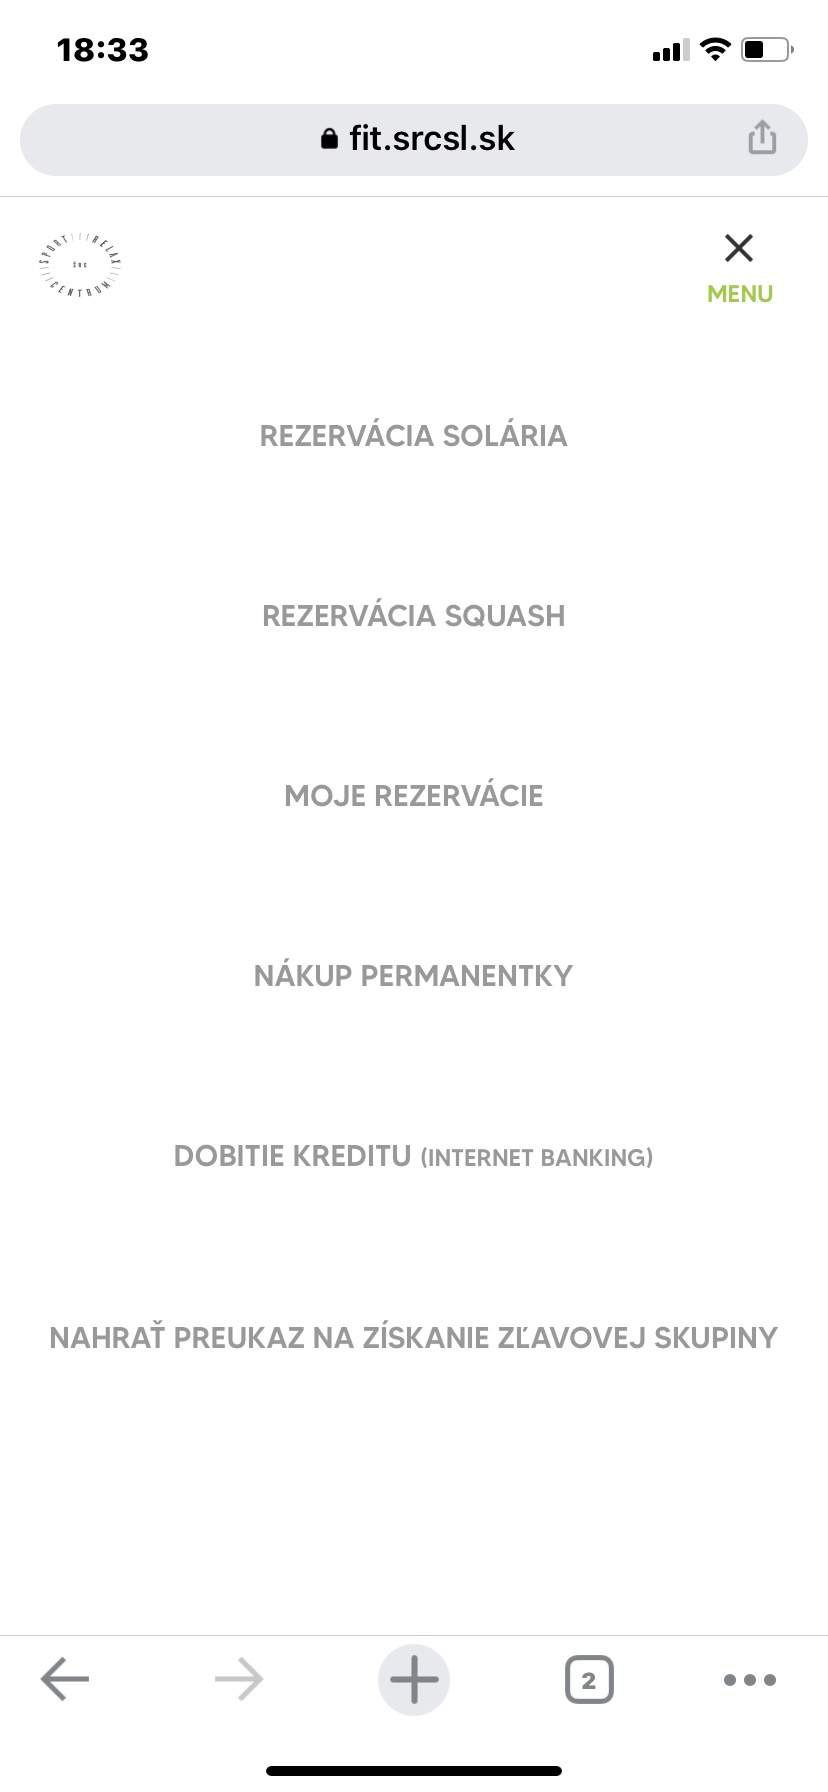 18:33
fit.srcsl.sk
SPORT RELAX
CENTRUM
MENU
REZERVÁCIA SOLÁRIA
REZERVÁCIA SQUASH
MOJE REZERVÁCIE
NÁKUP PERMANENTKY
DOBITIE KREDITU (INTERNET BANKING)
NAHRAŤ PREUKAZ NA ZÍSKANIE ZĽAVOVEJ SKUPINY
2